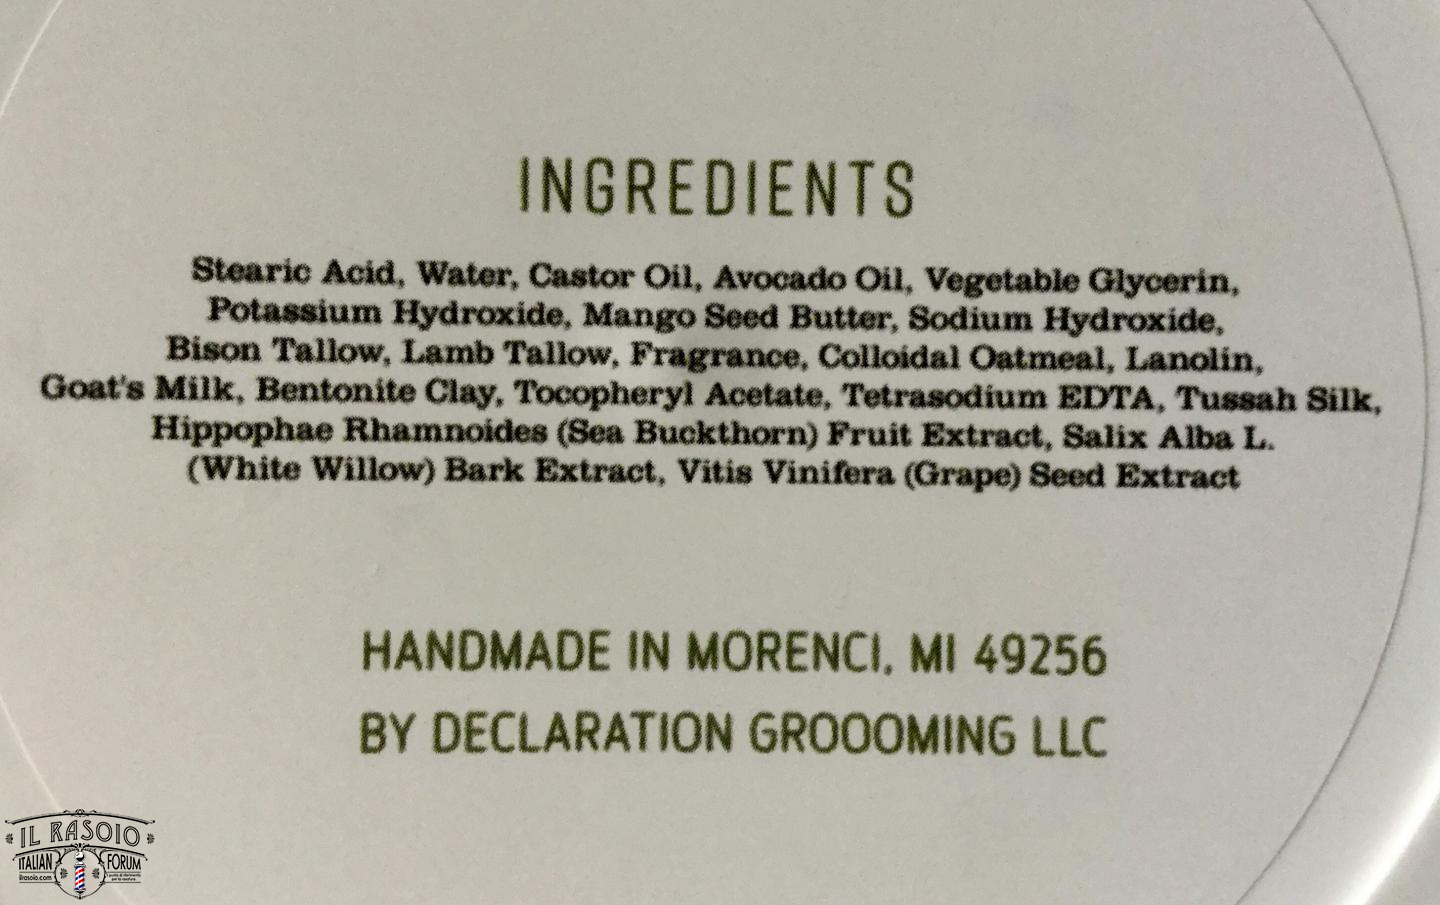 INGREDIENTS
Stearic Acid, Water, Castor Oil, Avocado Oil, Vegetable Glycerin,
Potassium Hydroxide, Mango Seed Butter, Sodium Hydroxide,
Bison Tallow, Lamb Tallow, Fragrance, Colloidal Oatmeal, Lanolin,
Goat's Milk, Bentonite Clay, Tocopheryl Acetate, Tetrasodium EDTA, Tussah Silk,
Hippophae Rhamnoides (Sea Buckthorn) Fruit Extract, Salix Alba L.
(White Willow) Bark Extract, Vitis Vinifera (Grape) Seed Extract
HANDMADE IN MORENCI, MI 49256
BY DECLARATION GROOOMING LLC
IL RASOIO
ITALIAN FORUM
ilrasoio.com